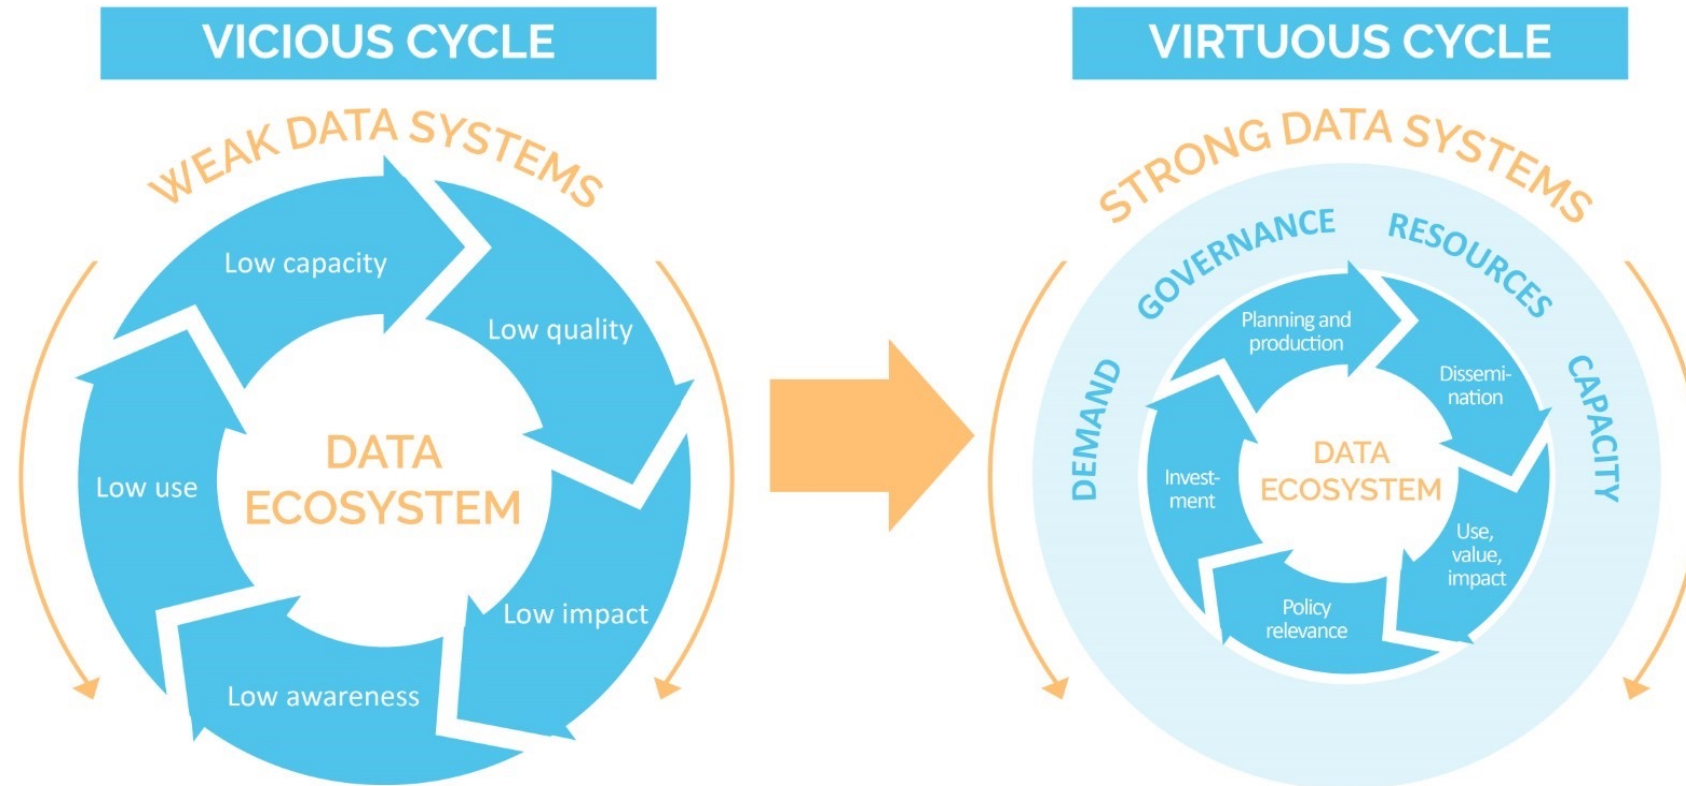 VICIOUS CYCLE
WEAK DATA SYSTEMS
Low capacity
Low quality
Low impact
Low awareness
Low use
DATA
ECOSYSTEM
VIRTUOUS CYCLE
STRONG DATA SYSTEMS
DEMAND
GOVERNANCE
RESOURCES
CAPACITY
Planning and
production
Dissemi-
nation
Use,
value,
impact
Policy
relevance
Invest-
ment
DATA
ECOSYSTEM